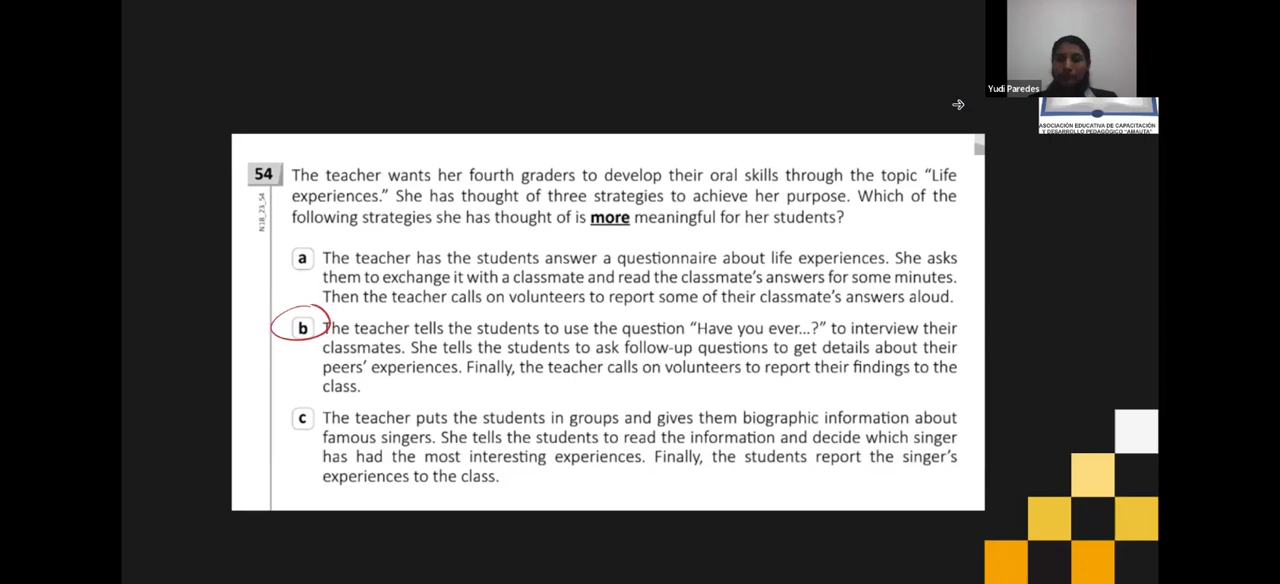 Yudi Paredes
ASOCIACIÓN EDUCATIVA DE CAPACITACIÓN
Y DESARROLLO PEDAGÓGICO "AMAUTA"
54
N18_23_54
The teacher wants her fourth graders to develop their oral skills through the topic “Life
experiences.” She has thought of three strategies to achieve her purpose. Which of the
following strategies she has thought of is more meaningful for her students?
a The teacher has the students answer a questionnaire about life experiences. She asks
them to exchange it with a classmate and read the classmate’s answers for some minutes.
Then the teacher calls on volunteers to report some of their classmate’s answers aloud.
b The teacher tells the students to use the question “Have you ever...?” to interview their
classmates. She tells the students to ask follow-up questions to get details about their
peers’ experiences. Finally, the teacher calls on volunteers to report their findings to the
class.
c The teacher puts the students in groups and gives them biographic information about
famous singers. She tells the students to read the information and decide which singer
has had the most interesting experiences. Finally, the students report the singer’s
experiences to the class.